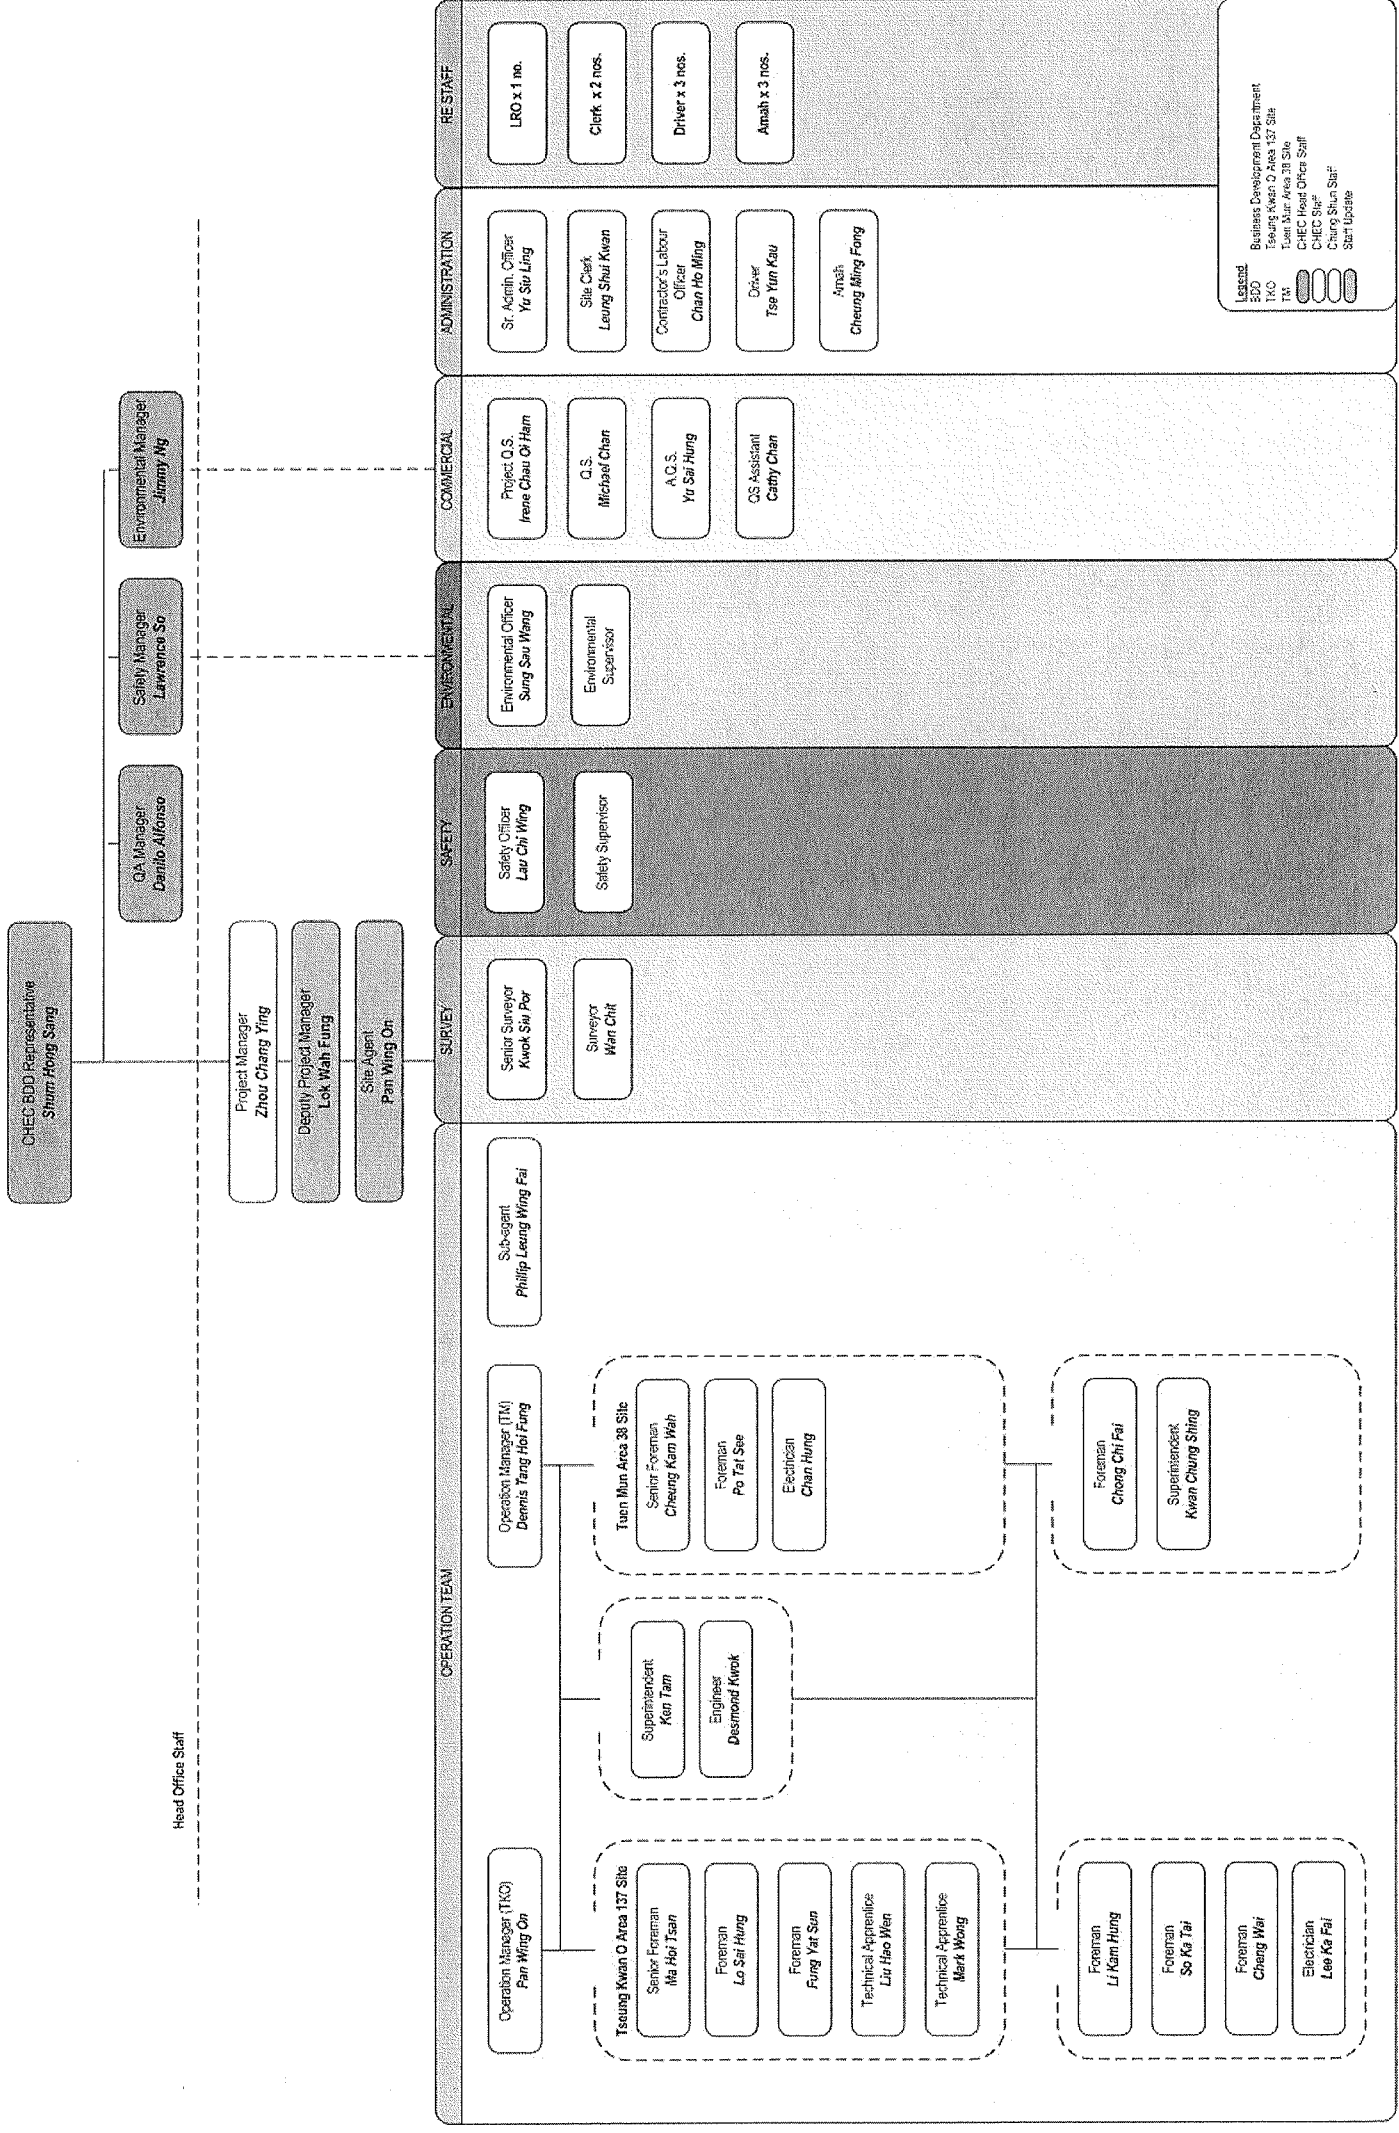 CHEC BDD Representative
Shum Hong Sang
QA Manager
Danilo Alfonso
Safety Manager
Lawrence So
Environmental Manager
Jimmy Ng
Head Office Staff
Project Manager
Zhou Chang Ying
Deputy Project Manager
Lok Wah Fung
Site Agent
Pan Wing On
OPERATION TEAM
SURVEY
SAFETY
ENVIRONMENTAL
COMMERCIAL
ADMINISTRATION
RE STAFF
Operation Manager (TKO)
Pan Wing On
Operation Manager (TM)
Dennis Tang Hoi Fung
Sub-agent
Phillip Leung Wing Fai
Tseung Kwan O Area 137 Site
Senior Foreman
Ma Hoi Tsan
Foreman
Lo Sai Hung
Foreman
Fung Yat Sun
Technical Apprentice
Liu Hao Wen
Technical Apprentice
Mark Wong
Superintendent
Ken Tam
Engineer
Desmond Kwok
Tuen Mun Area 38 Site
Senior Foreman
Cheung Kam Wah
Foreman
Po Tat See
Electrician
Chan Hung
Foreman
Li Kam Hung
Foreman
So Ka Tai
Foreman
Cheng Wai
Electrician
Lee Ka Fai
Foreman
Chong Chi Fai
Superintendent
Kwan Chung Shing
Senior Surveyor
Kwok Siu Por
Surveyor
Wan Chit
Safety Officer
Lau Chi Wing
Safety Supervisor
Environmental Officer
Sung Sau Wang
Environmental
Supervisor
Project Q.S.
Irene Chau Oi Ham
Q.S.
Michael Chan
A.Q.S.
Yu Sai Hung
QS Assistant
Cathy Chan
Sr. Admin. Officer
Yu Siu Ling
Site Clerk
Leung Shui Kwan
Contractor's Labour
Officer
Chan Ho Ming
Driver
Tse Yun Kau
Amah
Cheung Ming Fong
LRO x 1 no.
Clerk x 2 nos.
Driver x 3 nos.
Amah x 3 nos.
Legend
BDD Business Development Department
TKO Tseung Kwan O Area 137 Site
TM Tuen Mun Area 38 Site
CHEC Head Office Staff
CHEC Staff
Chung Shun Staff
Staff Update